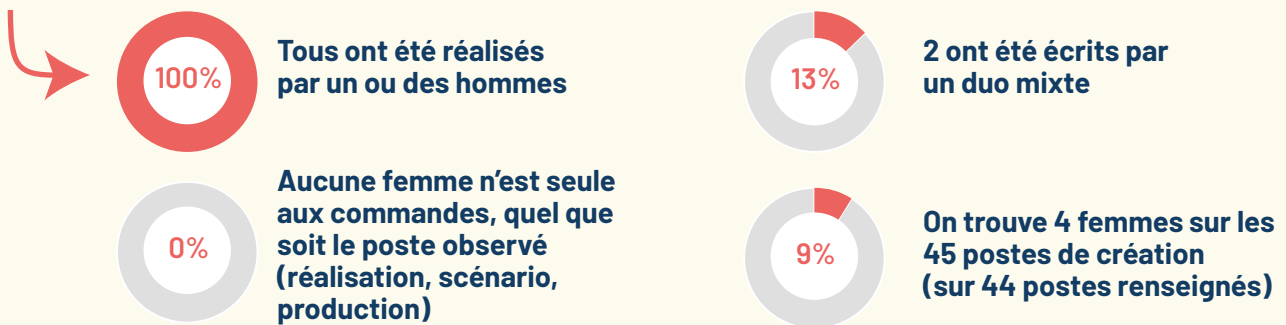 100%
Tous ont été réalisés
par un ou des hommes
13%
2 ont été écrits par
un duo mixte
0%
Aucune femme n’est seule
aux commandes, quel que
soit le poste observé
(réalisation, scénario,
production)
9%
On trouve 4 femmes sur les
45 postes de création
(sur 44 postes renseignés)